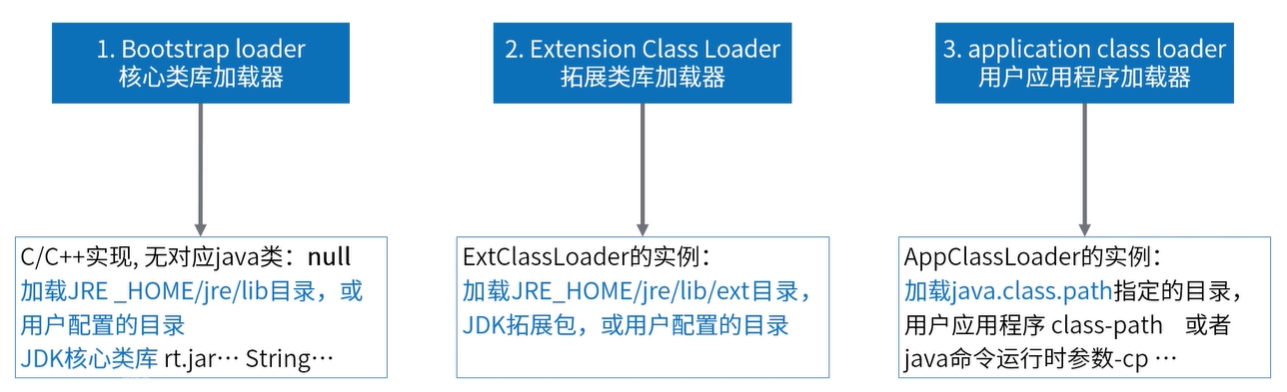 1. Bootstrap loader
核心类库加载器
2. Extension Class Loader
拓展类库加载器
3. application class loader
用户应用程序加载器
C/C++实现, 无对应java类：null
加载JRE _HOME/jre/lib目录，或
用户配置的目录
JDK核心类库 rt.jar… String…
ExtClassLoader的实例：
加载JRE_HOME/jre/lib/ext目录，
JDK拓展包，或用户配置的目录
AppClassLoader的实例：
加载java.class.path指定的目录，
用户应用程序 class-path 或者
java命令运行时参数-cp …